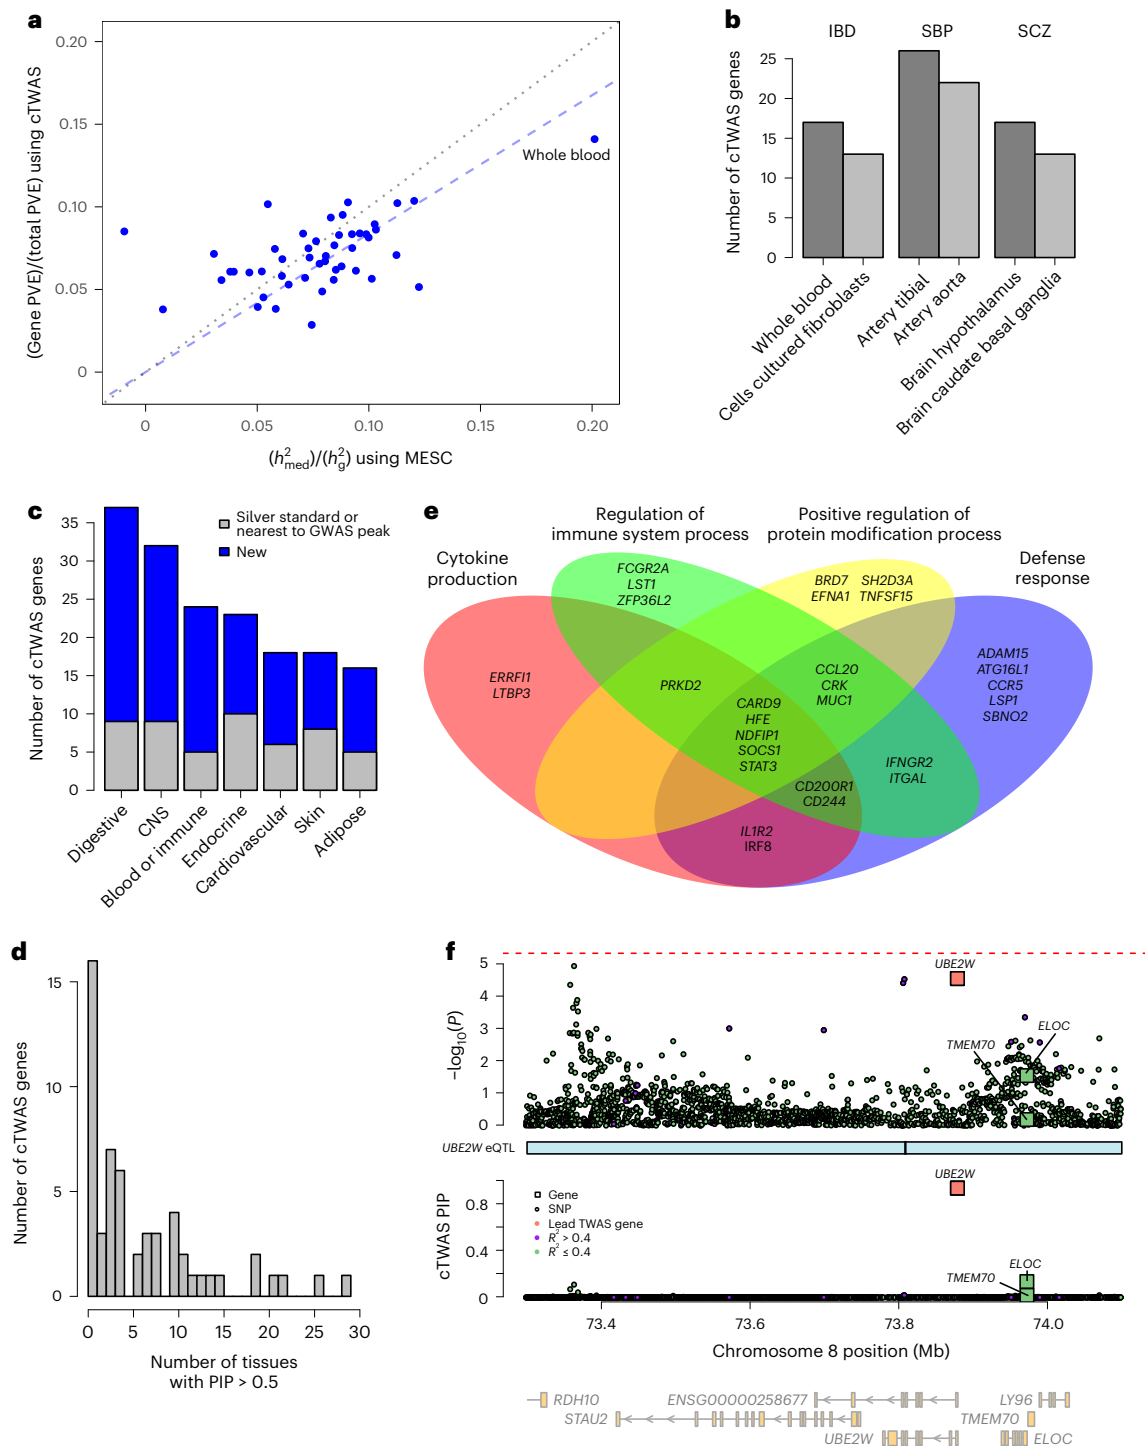 a
0.20
0.15
0.10
0.05
0
(Gene PVE)/(total PVE) using cTWAS
Whole blood
0
0.05
0.10
0.15
0.20
(h²med)/(h²g) using MESC
b
IBD
SBP
SCZ
25
20
15
10
5
0
Number of cTWAS genes
Whole blood
Cells cultured fibroblasts
Artery tibial
Artery aorta
Brain hypothalamus
Brain caudate basal ganglia
c
Silver standard or
nearest to GWAS peak
New
35
30
25
20
15
10
5
0
Number of cTWAS genes
Digestive
CNS
Blood or immune
Endocrine
Cardiovascular
Skin
Adipose
e
Cytokine
production
Regulation of
immune system process
Positive regulation of
protein modification process
Defense
response
FCGR2A
LST1
ZFP36L2
BRD7 SH2D3A
EFNA1 TNFSF15
ERRFI1
LTBP3
PRKD2
CCL20
CRK
MUC1
ADAM15
ATG16L1
CCR5
LSP1
SBNO2
CARD9
HFE
NDFIP1
SOCS1
STAT3
IFNGR2
ITGAL
CD200R1
CD244
IL1R2
IRF8
d
15
10
5
0
Number of cTWAS genes
0
5
10
15
20
25
30
Number of tissues
with PIP > 0.5
f
5
4
3
2
1
0
−log10(P)
UBE2W
ELOC
TMEM70
UBE2W eQTL
UBE2W
0.8
0.4
0
cTWAS PIP
Gene
SNP
Lead TWAS gene
R² > 0.4
R² ≤ 0.4
ELOC
TMEM70
73.4
73.6
73.8
74.0
Chromosome 8 position (Mb)
RDH10
ENSG00000258677
LY96
STAU2
TMEM70
UBE2W
ELOC